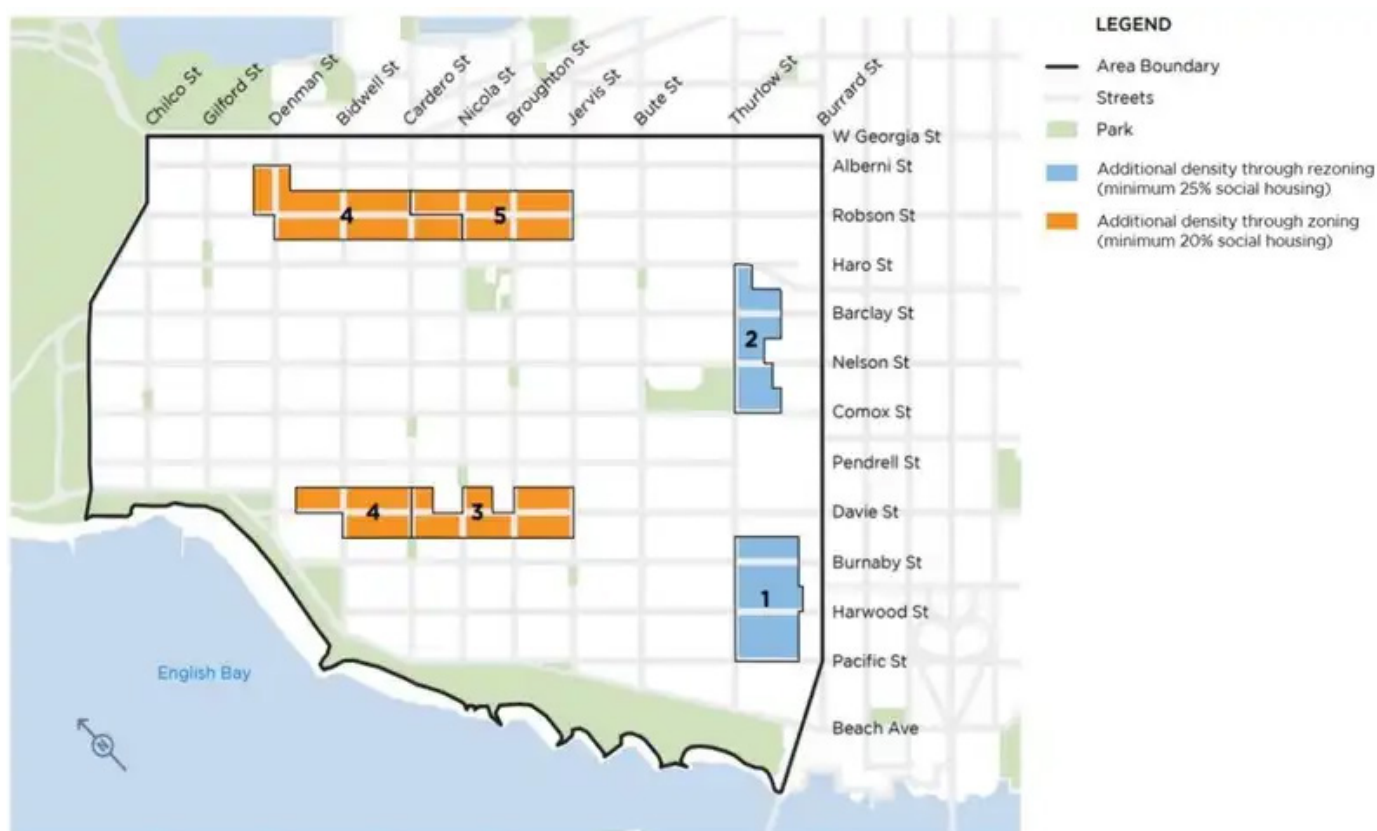 LEGEND
Area Boundary
Streets
Park
Additional density through rezoning
(minimum 25% social housing)
Additional density through zoning
(minimum 20% social housing)
Chilco St
Gilford St
Denman St
Bidwell St
Cardero St
Nicola St
Broughton St
Jervis St
Bute St
Thurlow St
Burrard St
W Georgia St
Alberni St
Robson St
Haro St
Barclay St
Nelson St
Comox St
Pendrell St
Davie St
Burnaby St
Harwood St
Pacific St
Beach Ave
4
5
2
4
3
1
English Bay
N